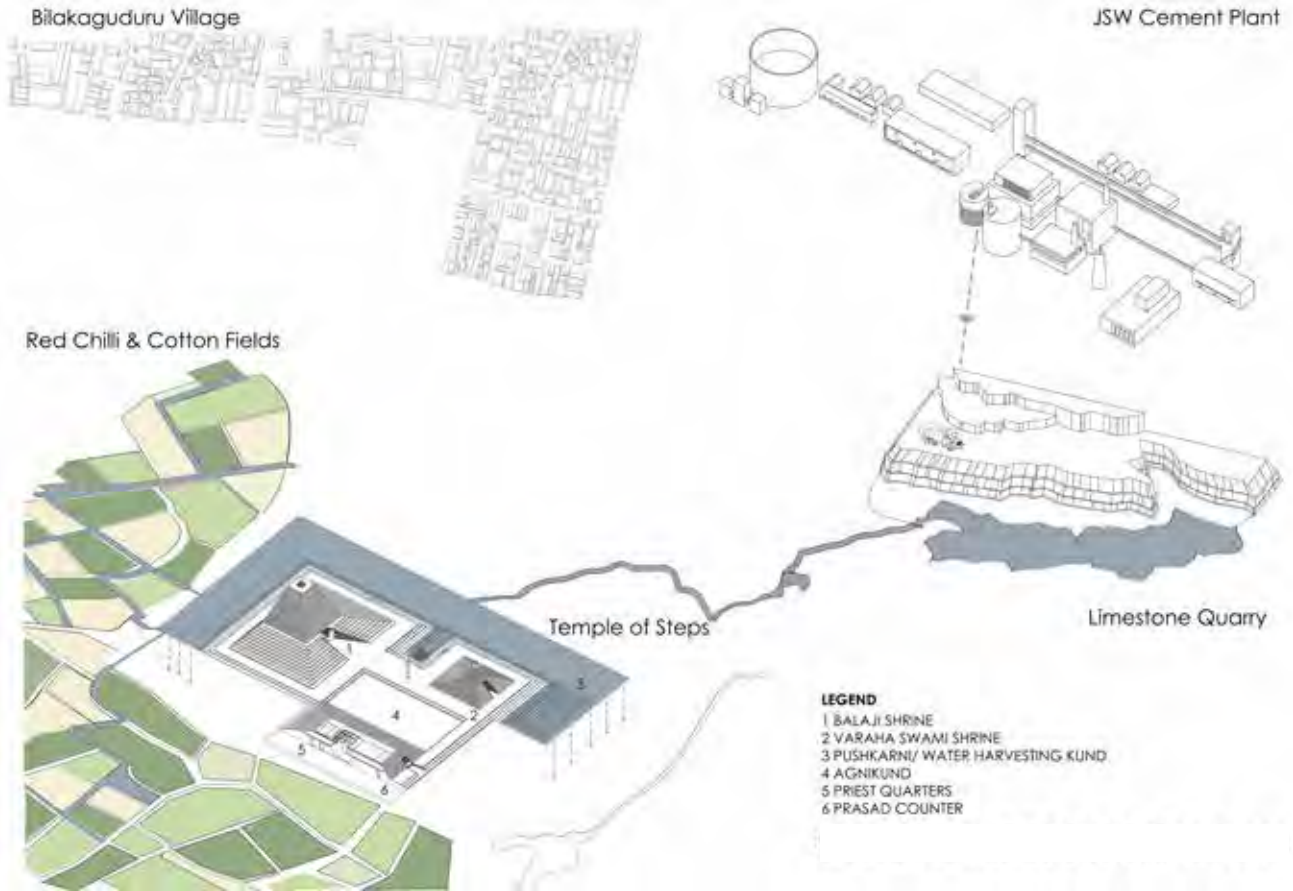 Bilakaguduru Village
JSW Cement Plant
Red Chilli & Cotton Fields
Temple of Steps
Limestone Quarry
1
2
3
4
5
6
LEGEND
1 BALAJI SHRINE
2 VARAHA SWAMI SHRINE
3 PUSHKARNI/ WATER HARVESTING KUND
4 AGNIKUND
5 PRIEST QUARTERS
6 PRASAD COUNTER